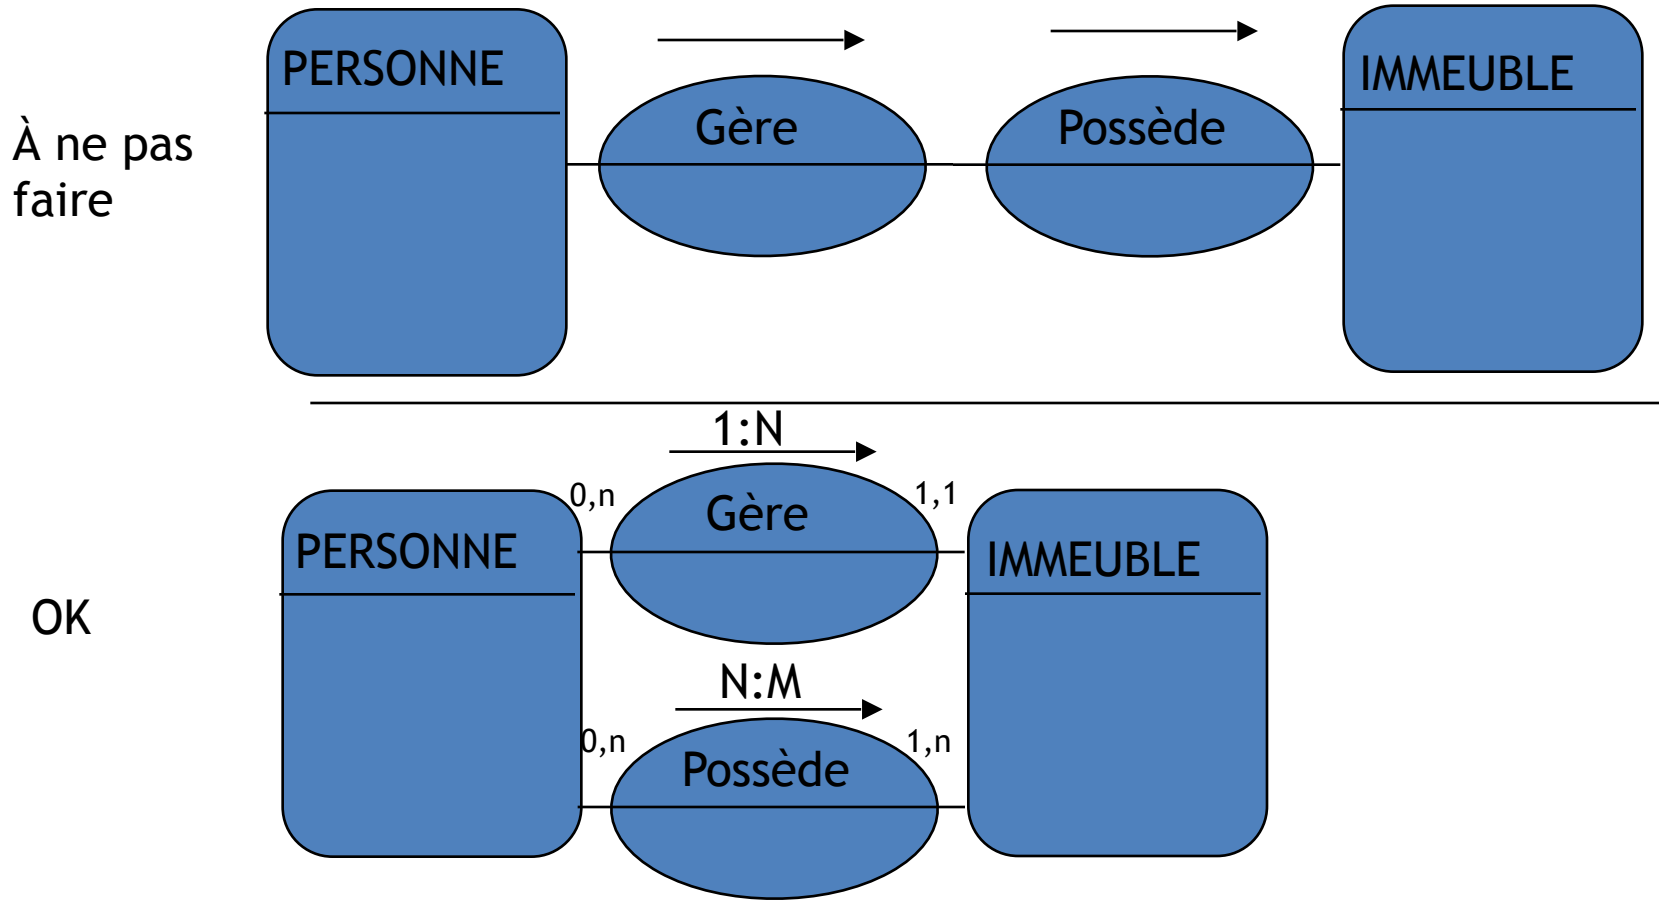 À ne pas
faire
PERSONNE
Gère
Possède
IMMEUBLE
OK
PERSONNE
1:N
0,n
Gère
1,1
IMMEUBLE
N:M
0,n
Possède
1,n